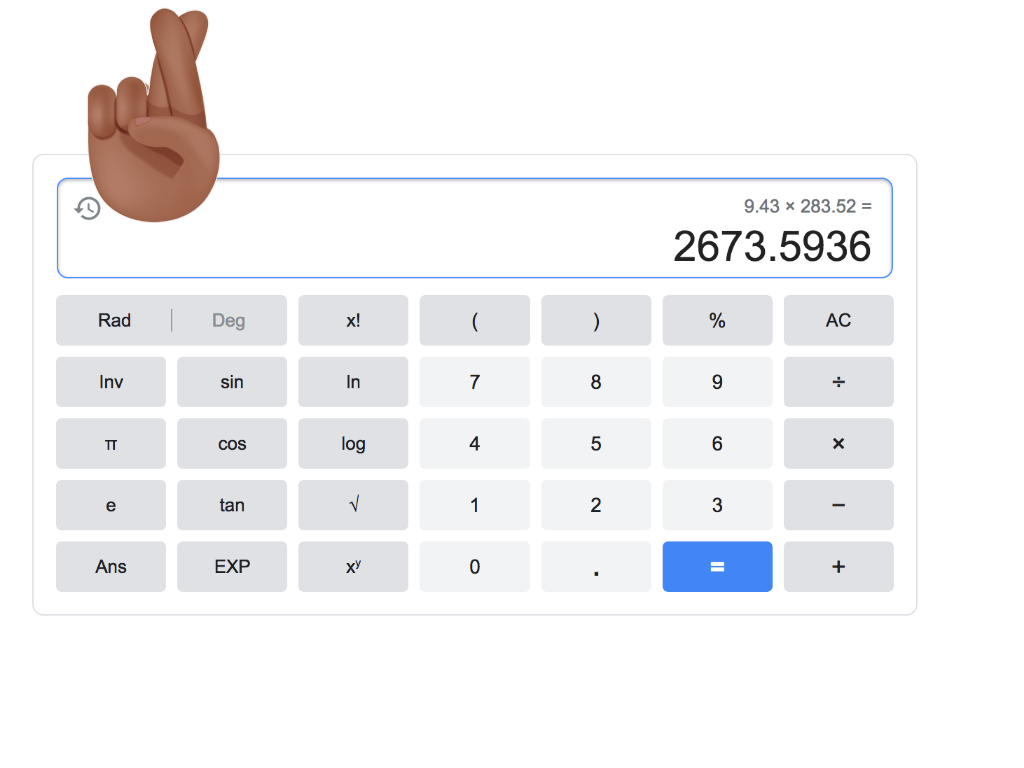 9.43 × 283.52 =
2673.5936
Rad Deg x! ( ) % AC
Inv sin ln 7 8 9 ÷
π cos log 4 5 6 ×
e tan √ 1 2 3 −
Ans EXP xʸ 0 . = +